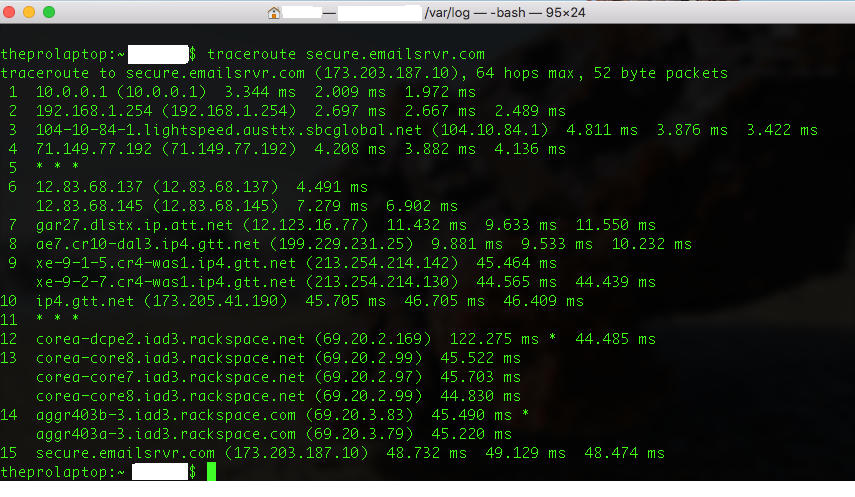 — /var/log — -bash — 95×24
theprolaptop:~ $ traceroute secure.emailsrvr.com
traceroute to secure.emailsrvr.com (173.203.187.10), 64 hops max, 52 byte packets
1 10.0.0.1 (10.0.0.1) 3.344 ms 2.009 ms 1.972 ms
2 192.168.1.254 (192.168.1.254) 2.697 ms 2.667 ms 2.489 ms
3 104-10-84-1.lightspeed.austtx.sbcglobal.net (104.10.84.1) 4.811 ms 3.876 ms 3.422 ms
4 71.149.77.192 (71.149.77.192) 4.208 ms 3.882 ms 4.136 ms
5 * * *
6 12.83.68.137 (12.83.68.137) 4.491 ms
12.83.68.145 (12.83.68.145) 7.279 ms 6.902 ms
7 gar27.dlstx.ip.att.net (12.123.16.77) 11.432 ms 9.633 ms 11.550 ms
8 ae7.cr10-dal3.ip4.gtt.net (199.229.231.25) 9.881 ms 9.533 ms 10.232 ms
9 xe-9-1-5.cr4-was1.ip4.gtt.net (213.254.214.142) 45.464 ms
xe-9-2-7.cr4-was1.ip4.gtt.net (213.254.214.130) 44.565 ms 44.439 ms
10 ip4.gtt.net (173.205.41.190) 45.705 ms 46.705 ms 46.409 ms
11 * * *
12 corea-dcpe2.iad3.rackspace.net (69.20.2.169) 122.275 ms * 44.485 ms
13 corea-core8.iad3.rackspace.net (69.20.2.99) 45.522 ms
corea-core7.iad3.rackspace.net (69.20.2.97) 45.703 ms
corea-core8.iad3.rackspace.net (69.20.2.99) 44.830 ms
14 aggr403b-3.iad3.rackspace.com (69.20.3.83) 45.490 ms *
aggr403a-3.iad3.rackspace.com (69.20.3.79) 45.220 ms
15 secure.emailsrvr.com (173.203.187.10) 48.732 ms 49.129 ms 48.474 ms
theprolaptop:~ $